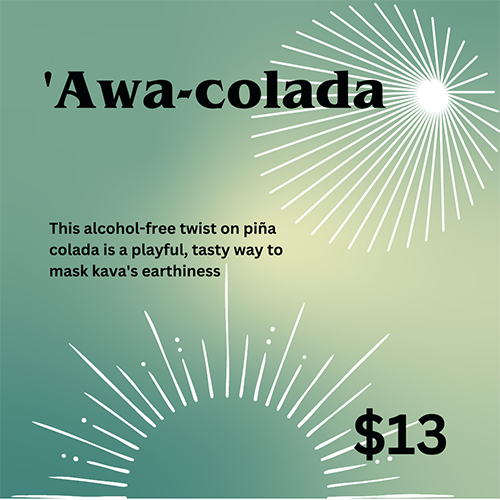 'Awa-colada
This alcohol-free twist on piña
colada is a playful, tasty way to
mask kava's earthiness
$13